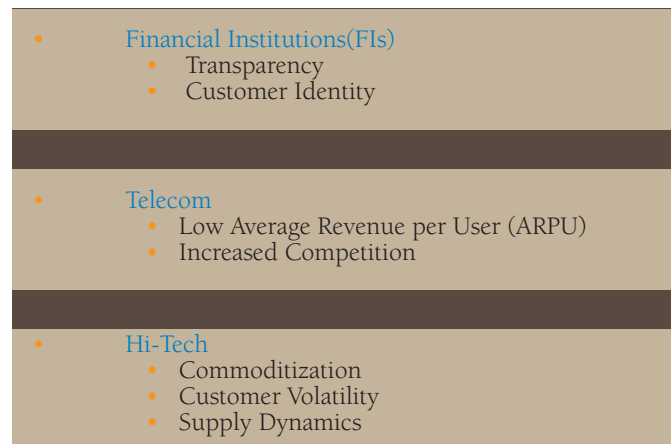 • Financial Institutions(FIs)
• Transparency
• Customer Identity
• Telecom
• Low Average Revenue per User (ARPU)
• Increased Competition
• Hi-Tech
• Commoditization
• Customer Volatility
• Supply Dynamics